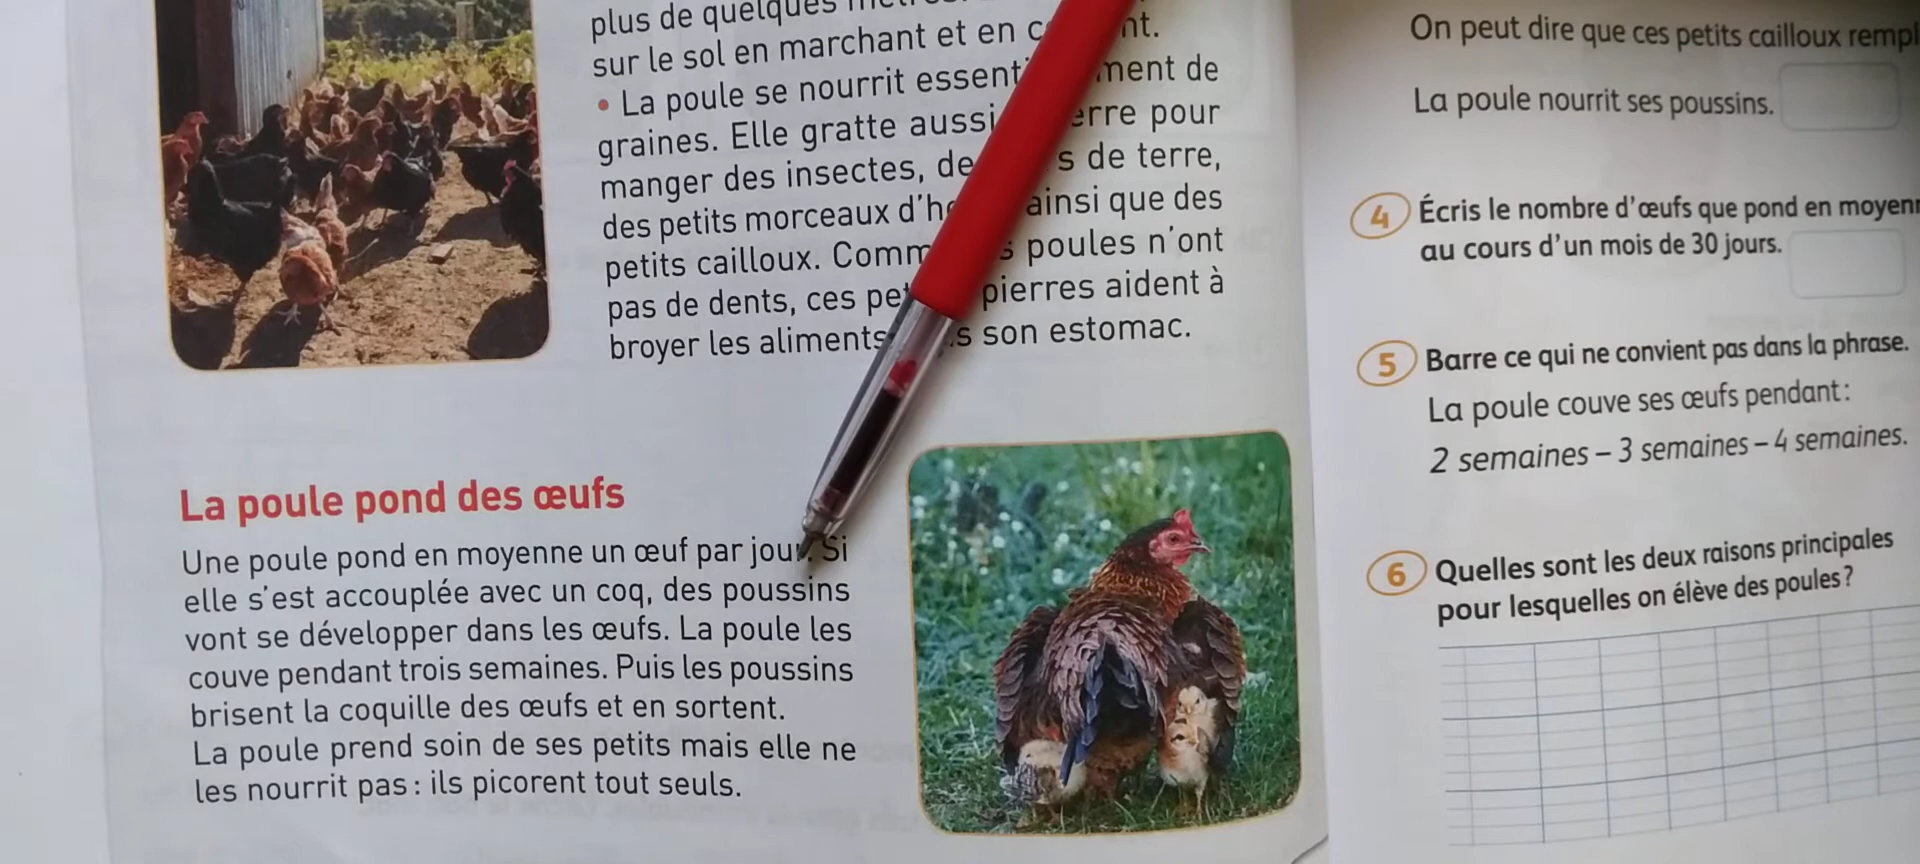 plus de quelques
sur le sol en marchant et en nt.
• La poule se nourrit essent ment de
graines. Elle gratte aussi erre pour
manger des insectes, de s de terre,
des petits morceaux d'h ainsi que des
petits cailloux. Comm s poules n'ont
pas de dents, ces pe pierres aident à
broyer les aliments s son estomac.
La poule pond des œufs
Une poule pond en moyenne un œuf par jour. Si
elle s'est accouplée avec un coq, des poussins
vont se développer dans les œufs. La poule les
couve pendant trois semaines. Puis les poussins
brisent la coquille des œufs et en sortent.
La poule prend soin de ses petits mais elle ne
les nourrit pas : ils picorent tout seuls.
On peut dire que ces petits cailloux rempl
La poule nourrit ses poussins.
4 Écris le nombre d'œufs que pond en moyenn
au cours d'un mois de 30 jours.
5 Barre ce qui ne convient pas dans la phrase.
La poule couve ses œufs pendant :
2 semaines – 3 semaines – 4 semaines.
6 Quelles sont les deux raisons principales
pour lesquelles on élève des poules ?